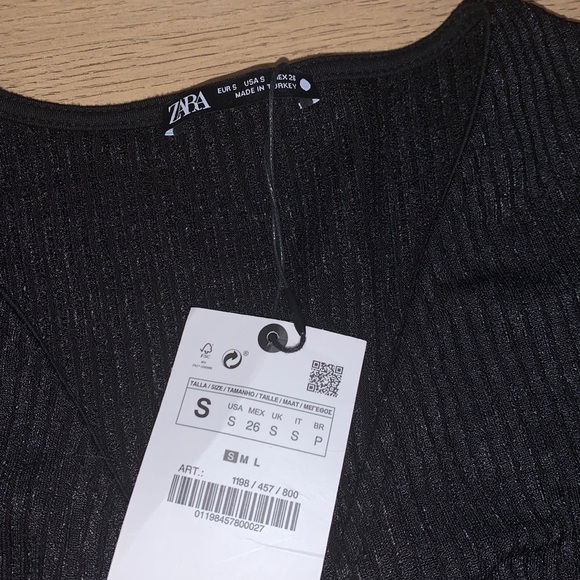 ZARA
EUR S USA S MEX 26
MADE IN TURKEY
FSC
®
TALLA / SIZE / TAMANHO / TAILLE / MAAT / ΜΕΓΕΘΟΣ
S
USA MEX UK IT BR
S 26 S S P
S M L
ART.: 1198 / 457 / 800
01198457800027